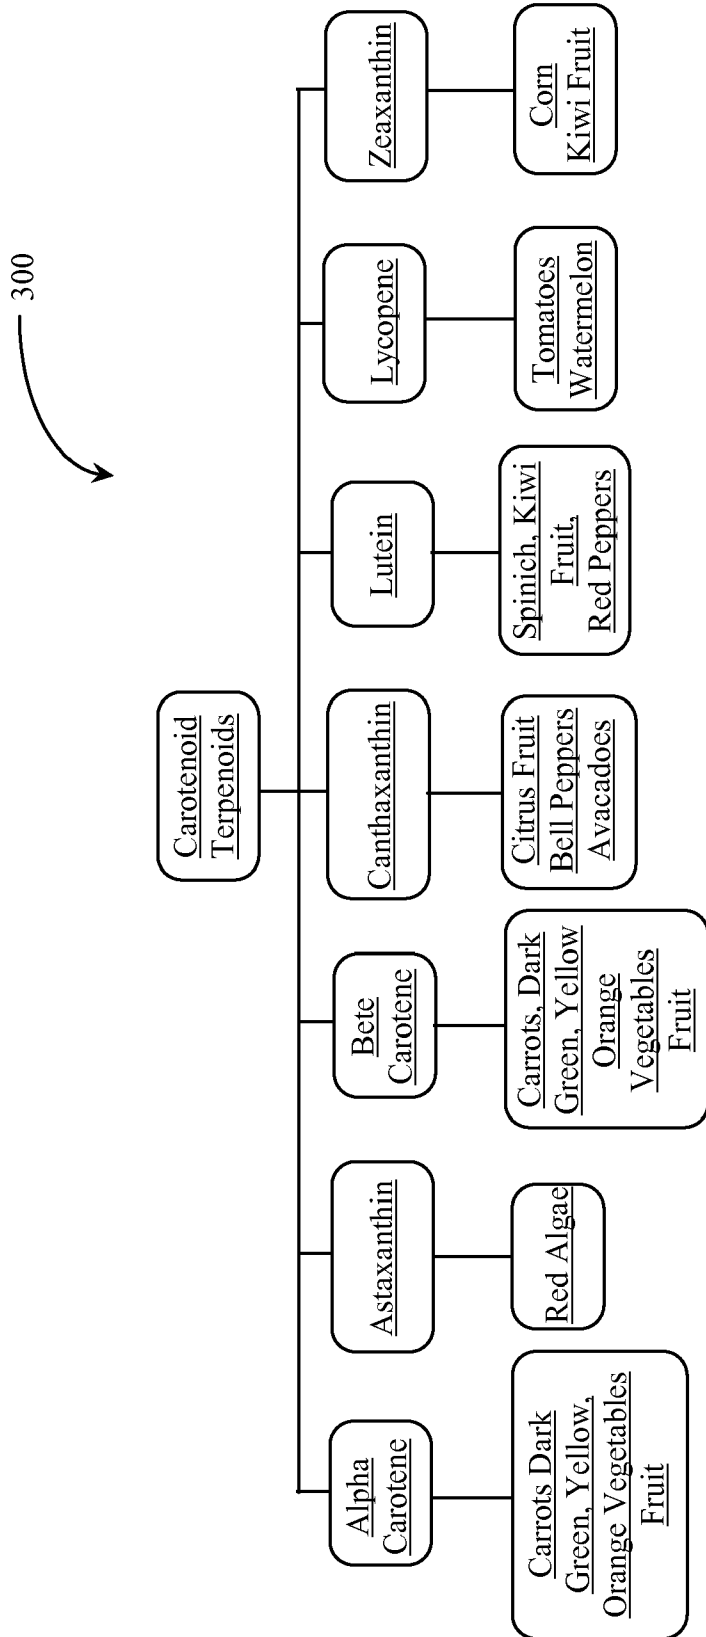 300
Carotenoid
Terpenoids
Alpha
Carotene
Astaxanthin
Bete
Carotene
Canthaxanthin
Lutein
Lycopene
Zeaxanthin
Carrots Dark
Green, Yellow,
Orange Vegetables
Fruit
Red Algae
Carrots, Dark
Green, Yellow
Orange
Vegetables
Fruit
Citrus Fruit
Bell Peppers
Avacadoes
Spinich, Kiwi
Fruit,
Red Peppers
Tomatoes
Watermelon
Corn
Kiwi Fruit